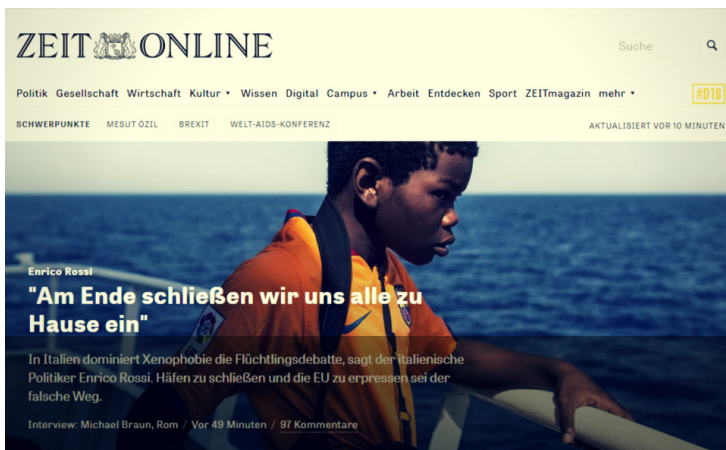 ZEIT ONLINE
Suche
Politik Gesellschaft Wirtschaft Kultur Wissen Digital Campus Arbeit Entdecken Sport ZEITmagazin mehr #D18
SCHWERPUNKTE MESUT ÖZIL BREXIT WELT-AIDS-KONFERENZ AKTUALISIERT VOR 10 MINUTEN
Enrico Rossi
"Am Ende schließen wir uns alle zu
Hause ein"
In Italien dominiert Xenophobie die Flüchtlingsdebatte, sagt der italienische
Politiker Enrico Rossi. Häfen zu schließen und die EU zu erpressen sei der
falsche Weg.
Interview: Michael Braun, Rom / Vor 49 Minuten / 97 Kommentare